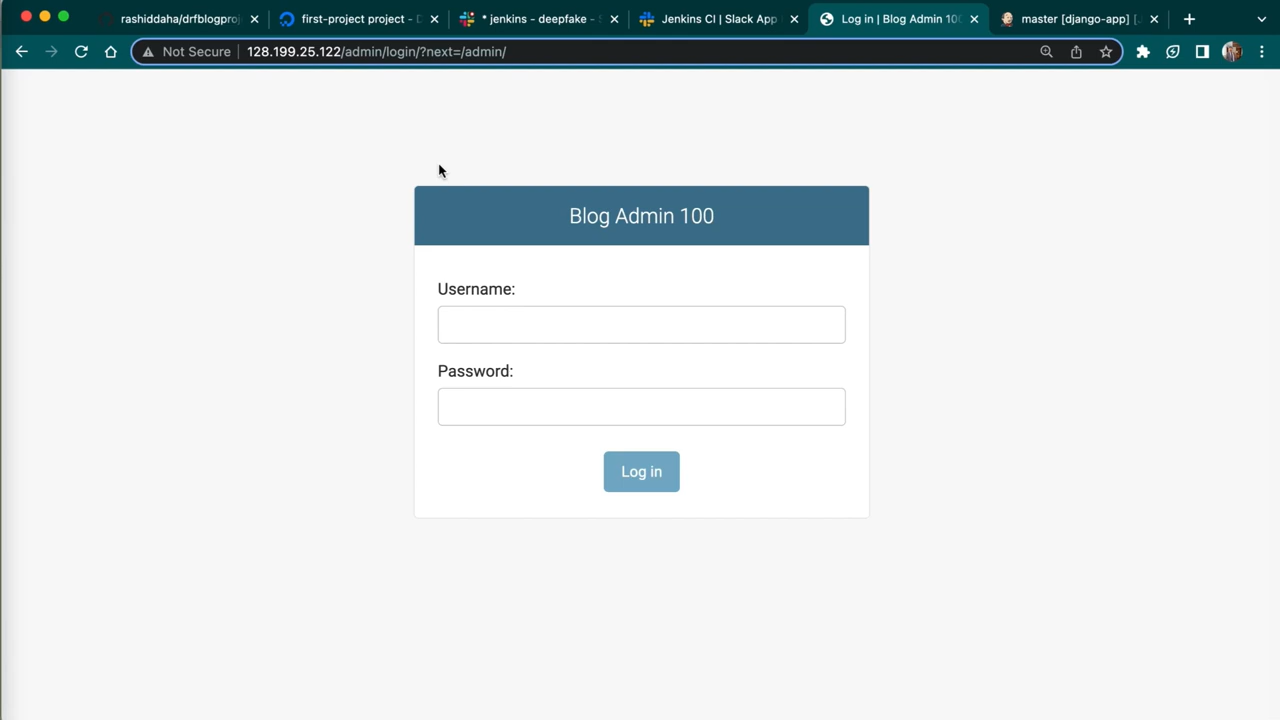 rashiddaha/drfblogproj
first-project project - D
* jenkins - deepfake - S
Jenkins CI | Slack App
Log in | Blog Admin 100
master [django-app] [J
Not Secure
128.199.25.122/admin/login/?next=/admin/
Blog Admin 100
Username:
Password:
Log in